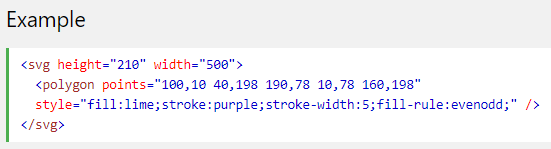 Example
<svg height="210" width="500">
<polygon points="100,10 40,198 190,78 10,78 160,198"
style="fill:lime;stroke:purple;stroke-width:5;fill-rule:evenodd;" />
</svg>